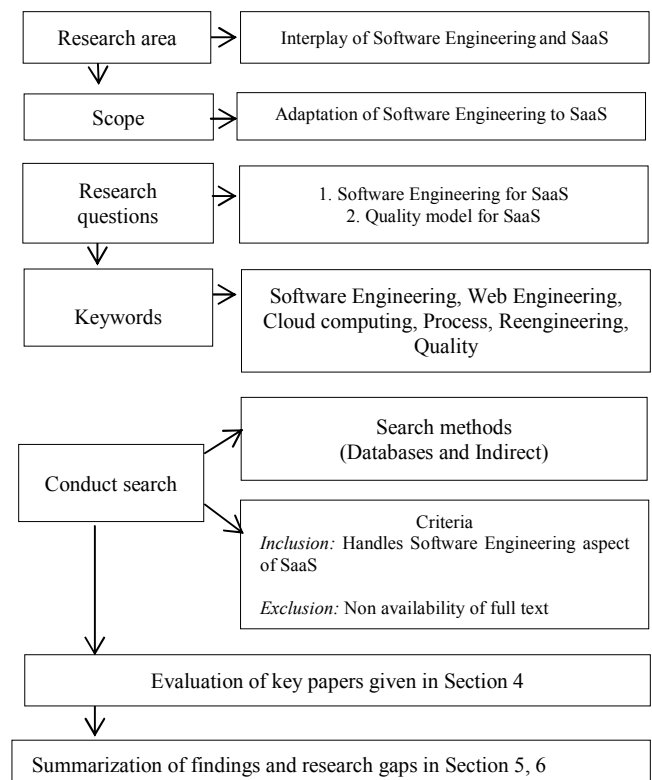 Research area
Interplay of Software Engineering and SaaS
Scope
Adaptation of Software Engineering to SaaS
Research
questions
1. Software Engineering for SaaS
2. Quality model for SaaS
Keywords
Software Engineering, Web Engineering,
Cloud computing, Process, Reengineering,
Quality
Conduct search
Search methods
(Databases and Indirect)
Criteria
Inclusion: Handles Software Engineering aspect
of SaaS
Exclusion: Non availability of full text
Evaluation of key papers given in Section 4
Summarization of findings and research gaps in Section 5, 6